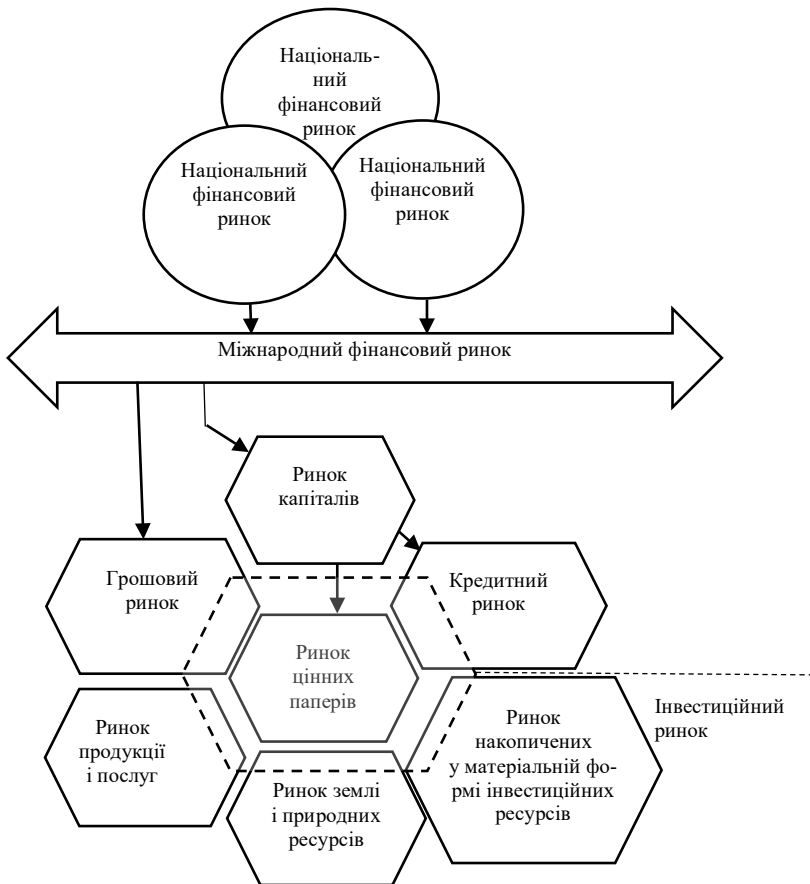 Націоналі-
ний
фінансовий
ринок
Національний
фінансовий
ринок
Національний
фінансовий
ринок
Міжнародний фінансовий ринок
Ринок
капіталів
Грошовий
ринок
Кредитний
ринок
Ринок
цінних
паперів
Інвестиційний
ринок
Ринок
продукції
і послуг
Ринок
накопичених
у матеріальній фо-
рмі інвестиційних
ресурсів
Ринок землі
і природних
ресурсів